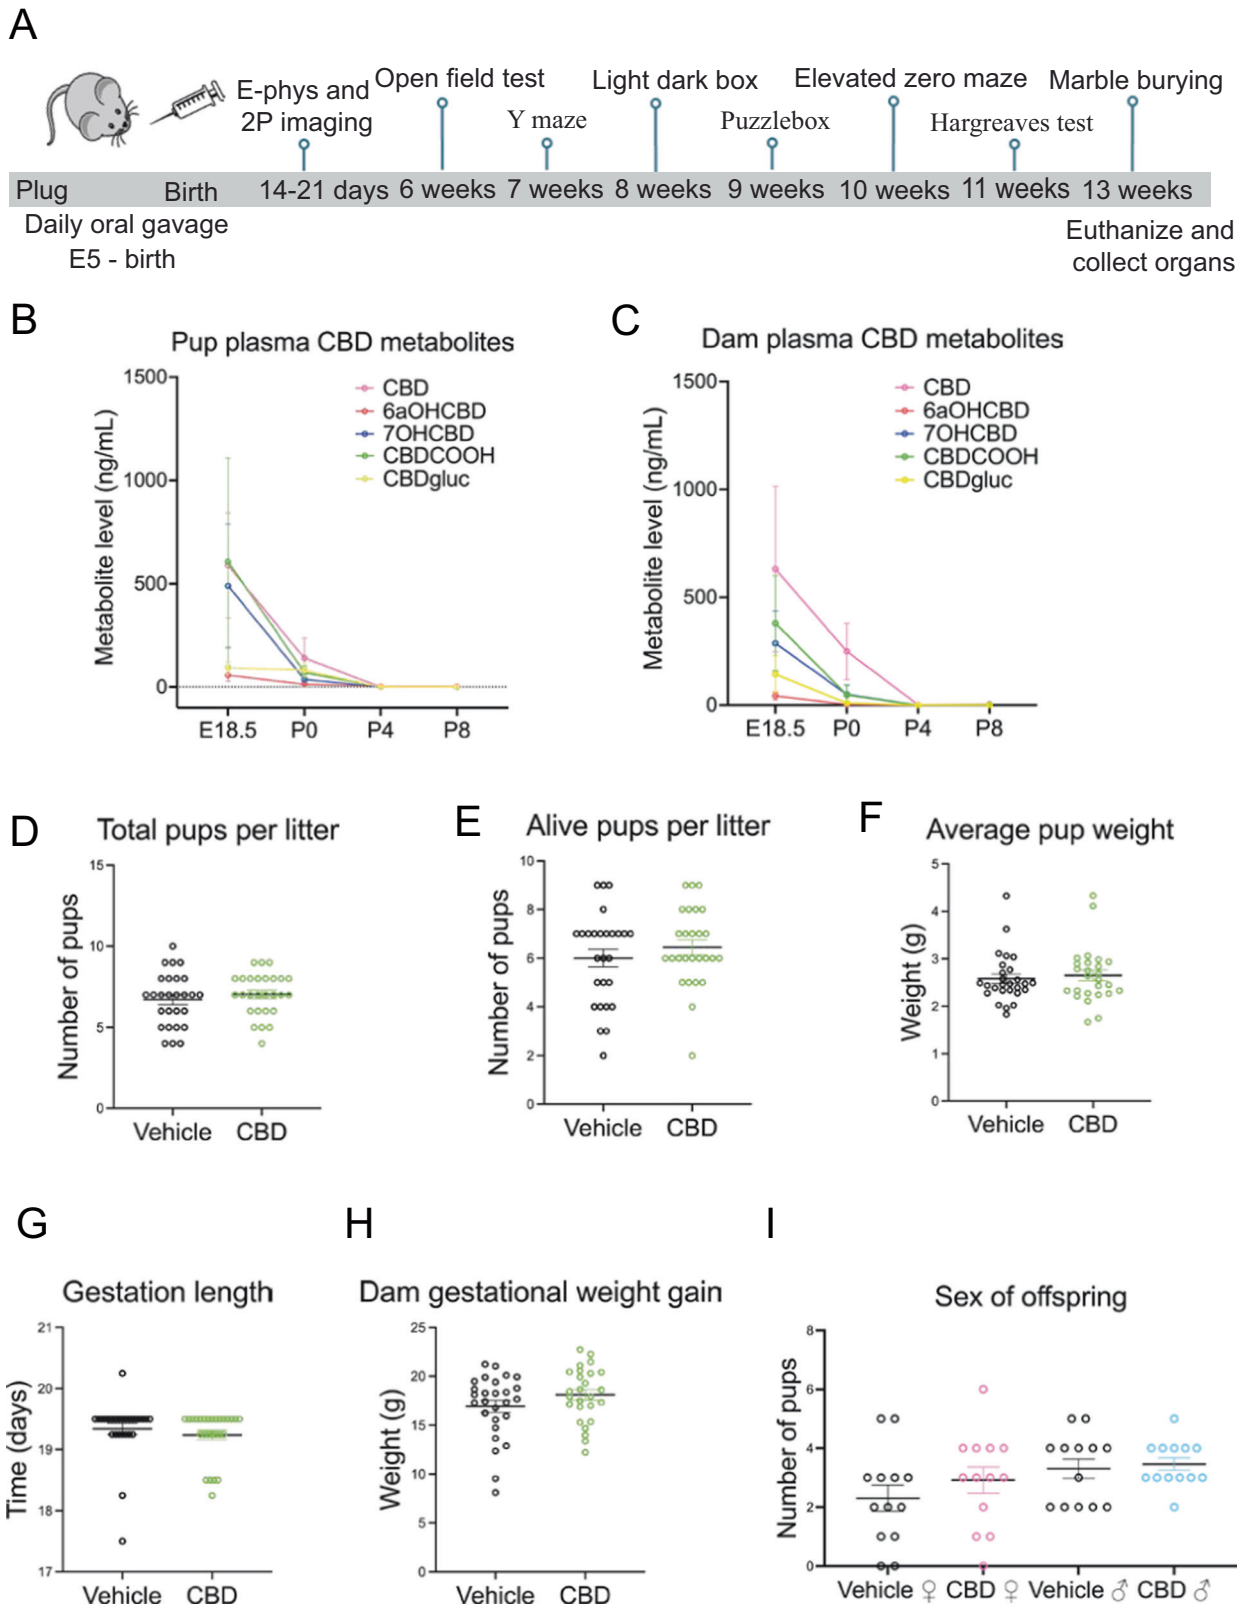 A
E-phys and
2P imaging
Open field test
Y maze
Light dark box
Puzzlebox
Elevated zero maze
Hargreaves test
Marble burying
Plug
Birth
14-21 days
6 weeks
7 weeks
8 weeks
9 weeks
10 weeks
11 weeks
13 weeks
Daily oral gavage
E5 - birth
Euthanize and
collect organs
B
Pup plasma CBD metabolites
Metabolite level (ng/mL)
1500
1000
500
0
CBD
6aOHCBD
7OHCBD
CBDCOOH
CBDgluc
E18.5 P0 P4 P8
C
Dam plasma CBD metabolites
Metabolite level (ng/mL)
1500
1000
500
0
CBD
6aOHCBD
7OHCBD
CBDCOOH
CBDgluc
E18.5 P0 P4 P8
D
Total pups per litter
Number of pups
15
10
5
0
Vehicle CBD
E
Alive pups per litter
Number of pups
10
8
6
4
2
0
Vehicle CBD
F
Average pup weight
Weight (g)
5
4
3
2
1
0
Vehicle CBD
G
Gestation length
Time (days)
21
20
19
18
17
Vehicle CBD
H
Dam gestational weight gain
Weight (g)
25
20
15
10
5
0
Vehicle CBD
I
Sex of offspring
Number of pups
8
6
4
2
0
Vehicle ♀ CBD ♀ Vehicle ♂ CBD ♂